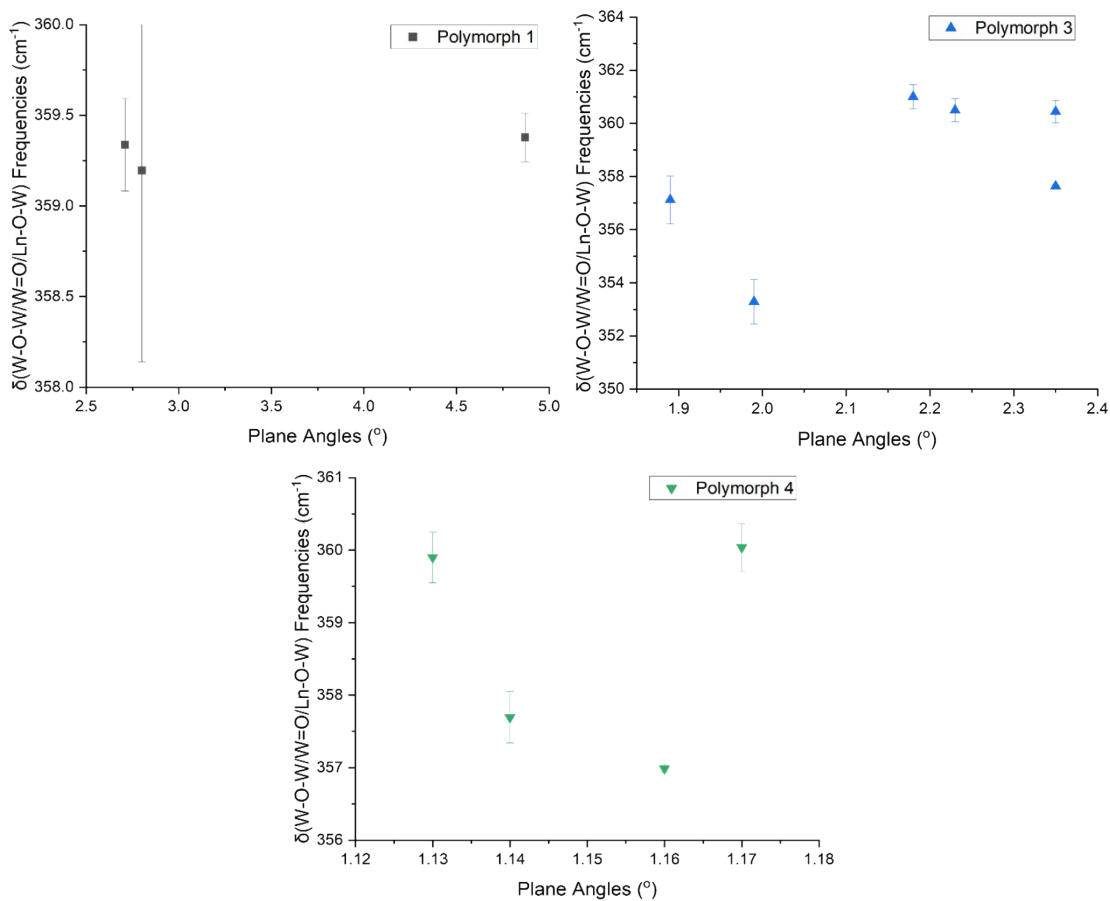 Polymorph 1
360.0
359.5
359.0
358.5
358.0
2.5 3.0 3.5 4.0 4.5 5.0
Plane Angles (º)
δ(W-O-W/W=O/Ln-O-W) Frequencies (cm⁻¹)
Polymorph 3
364
362
360
358
356
354
352
350
1.9 2.0 2.1 2.2 2.3 2.4
Plane Angles (º)
δ(W-O-W/W=O/Ln-O-W) Frequencies (cm⁻¹)
Polymorph 4
361
360
359
358
357
356
1.12 1.13 1.14 1.15 1.16 1.17 1.18
Plane Angles (º)
δ(W-O-W/W=O/Ln-O-W) Frequencies (cm⁻¹)